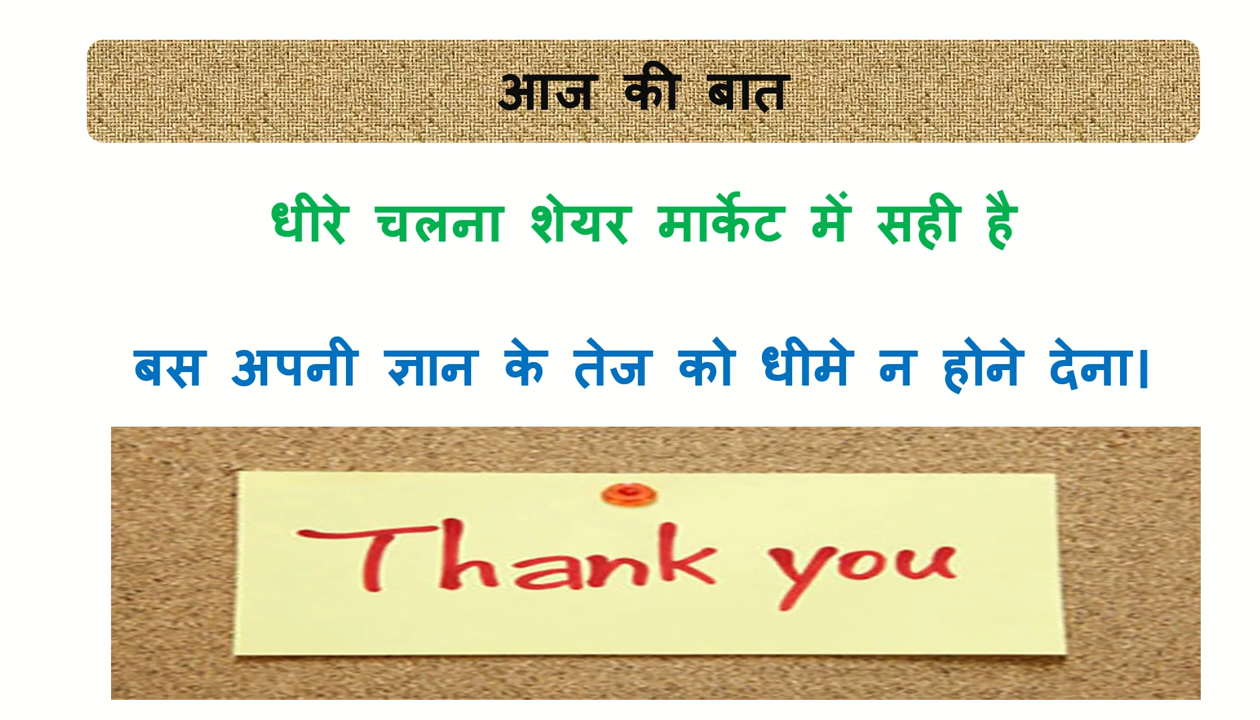 आज की बात
धीरे चलना शेयर मार्केट में सही है
बस अपनी ज्ञान के तेज को धीमे न होने देना।
Thank you